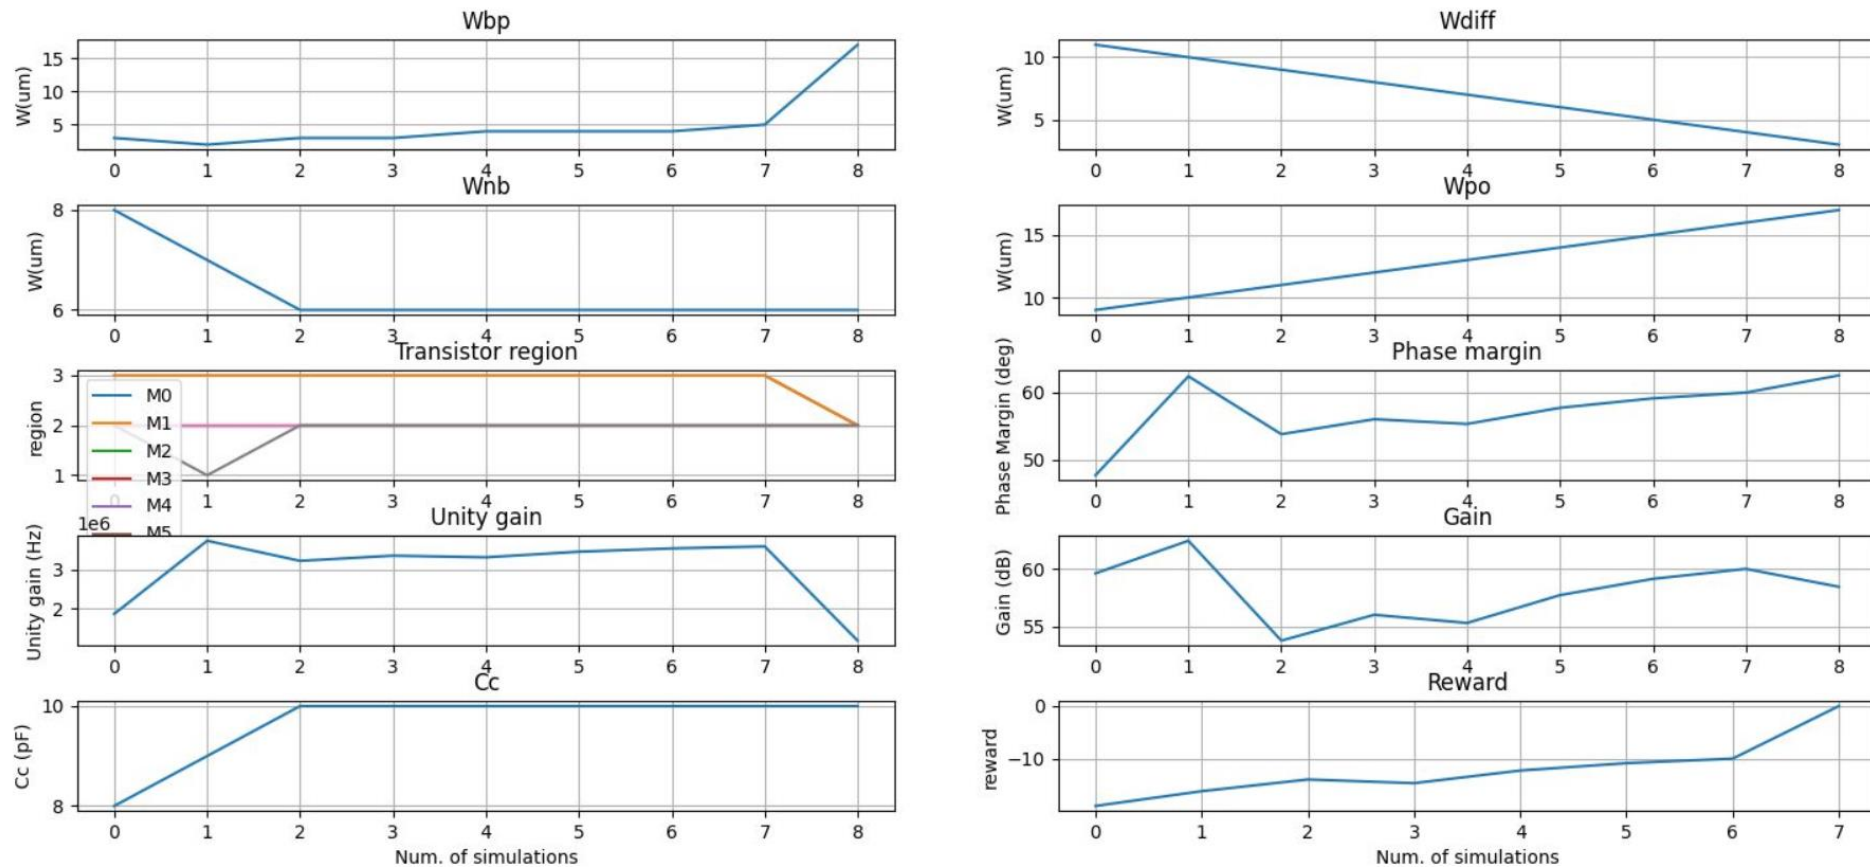 Wbp
W(um)
15
10
5
0 1 2 3 4 5 6 7 8
Wdiff
W(um)
10
5
0 1 2 3 4 5 6 7 8
Wnb
W(um)
8
6
0 1 2 3 4 5 6 7 8
Wpo
W(um)
15
10
0 1 2 3 4 5 6 7 8
Transistor region
region
3
2
1
M0
M1
M2
M3
M4
M5
0 1 2 3 4 5 6 7 8
Phase margin
Phase Margin (deg)
60
50
0 1 2 3 4 5 6 7 8
Unity gain
1e6
Unity gain (Hz)
3
2
0 1 2 3 4 5 6 7 8
Gain
Gain (dB)
60
55
0 1 2 3 4 5 6 7 8
Cc
Cc (pF)
10
8
0 1 2 3 4 5 6 7 8
Num. of simulations
Reward
reward
0
−10
0 1 2 3 4 5 6 7
Num. of simulations